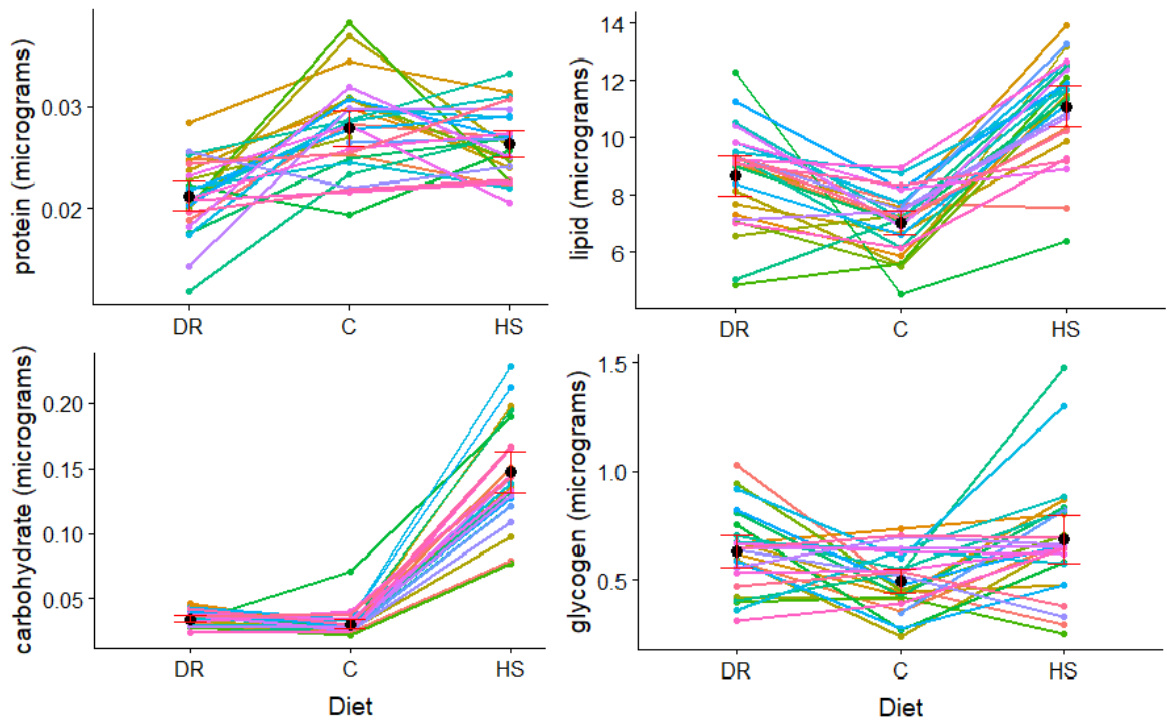 protein (micrograms)
0.03
0.02
DR
C
HS
lipid (micrograms)
14
12
10
8
6
DR
C
HS
carbohydrate (micrograms)
0.20
0.15
0.10
0.05
DR
C
HS
Diet
glycogen (micrograms)
1.5
1.0
0.5
DR
C
HS
Diet